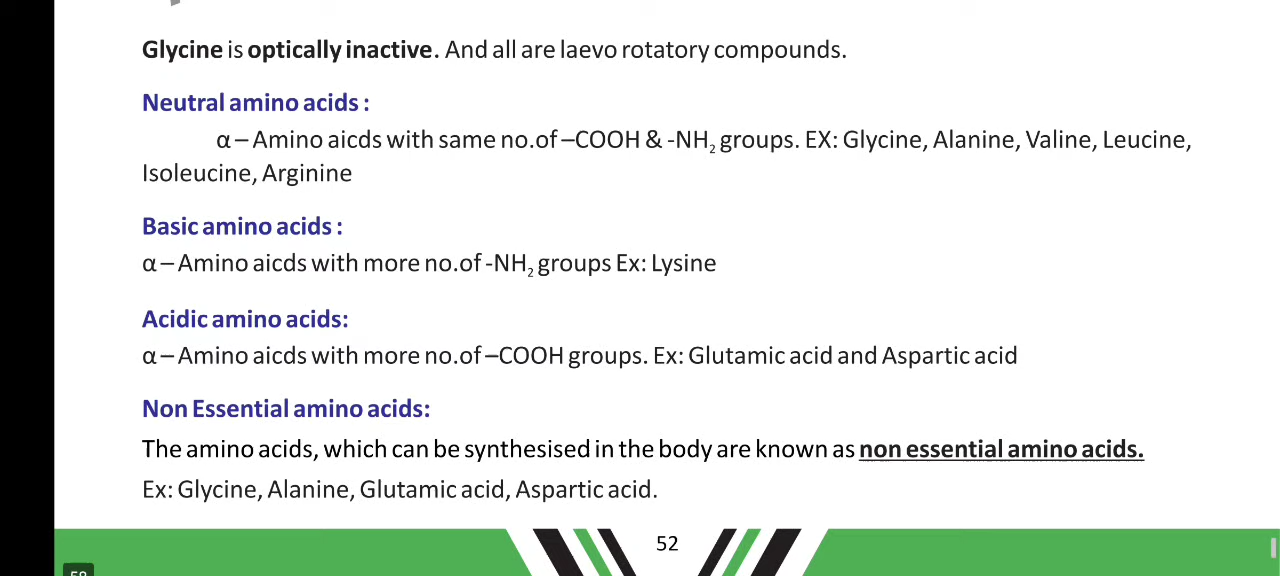 Glycine is optically inactive. And all are laevo rotatory compounds.
Neutral amino acids :
α – Amino aicds with same no.of –COOH & -NH₂ groups. EX: Glycine, Alanine, Valine, Leucine,
Isoleucine, Arginine
Basic amino acids :
α – Amino aicds with more no.of -NH₂ groups Ex: Lysine
Acidic amino acids:
α – Amino aicds with more no.of –COOH groups. Ex: Glutamic acid and Aspartic acid
Non Essential amino acids:
The amino acids, which can be synthesised in the body are known as non essential amino acids.
Ex: Glycine, Alanine, Glutamic acid, Aspartic acid.
52